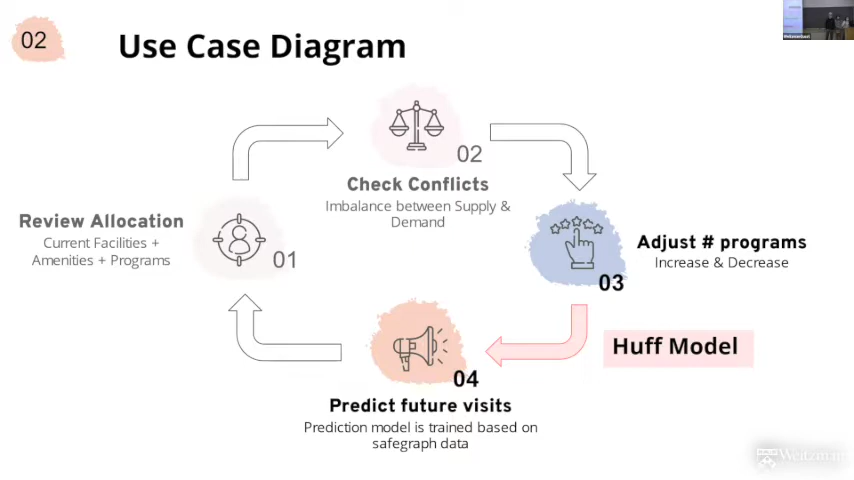 02
Use Case Diagram
02
Check Conflicts
Imbalance between Supply &
Demand
Review Allocation
Current Facilities +
Amenities + Programs
01
Adjust # programs
Increase & Decrease
03
Huff Model
04
Predict future visits
Prediction model is trained based on
safegraph data
Weitzman